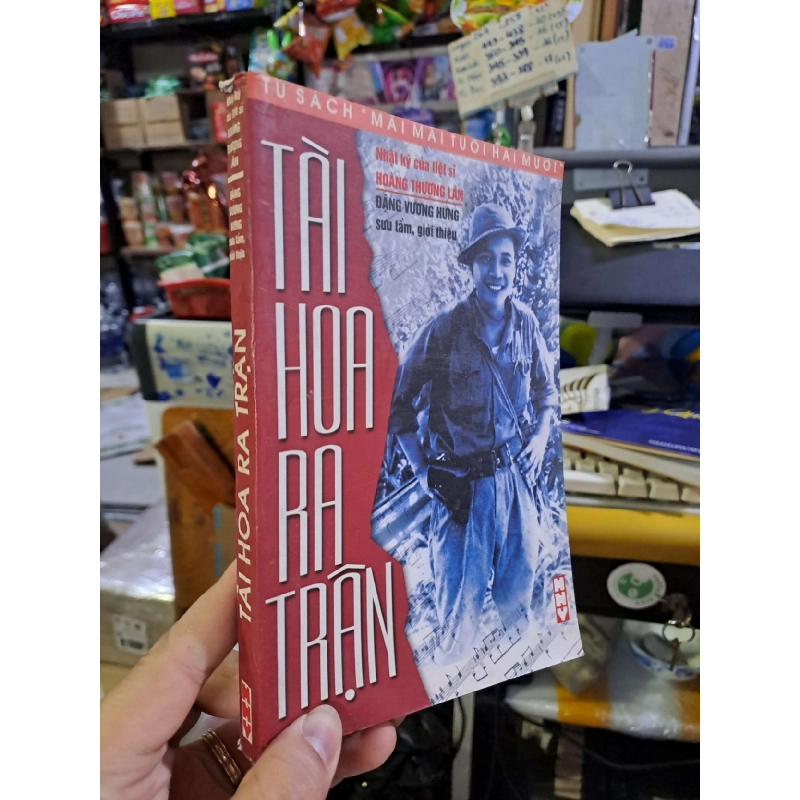 TỦ SÁCH "MÃI MÃI TUỔI HAI MƯƠI"
Nhật ký của liệt sĩ
HOÀNG THƯỢNG LÂN
ĐẶNG VƯƠNG HƯNG
sưu tầm, giới thiệu
TÀI
HOA
RA
TRẬN
TÀI HOA RA TRẬN